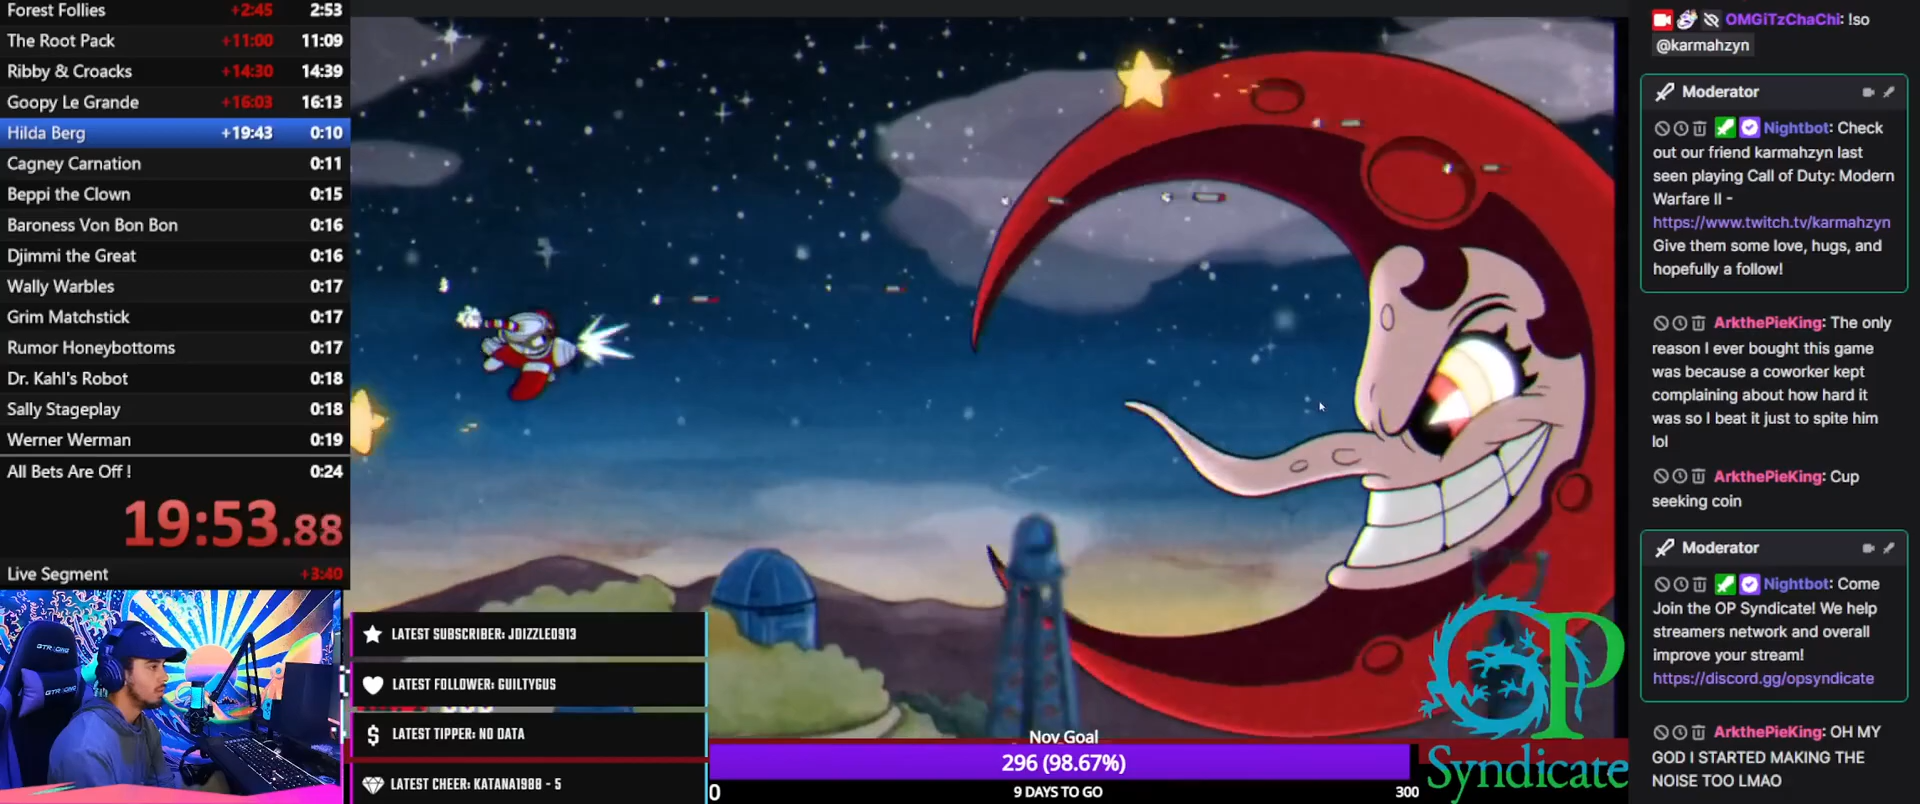 Forest Follies +2:45 2:53
The Root Pack +11:00 11:09
Ribby & Croacks +14:30 14:39
Goopy Le Grande +16:03 16:13
Hilda Berg +19:43 0:10
Cagney Carnation 0:11
Beppi the Clown 0:15
Baroness Von Bon Bon 0:16
Djimmi the Great 0:16
Wally Warbles 0:17
Grim Matchstick 0:17
Rumor Honeybottoms 0:17
Dr. Kahl's Robot 0:18
Sally Stageplay 0:18
Werner Werman 0:19
All Bets Are Off ! 0:24
19:53.88
Live Segment +3:40
GTRACING
GTRACING
LATEST SUBSCRIBER: JDIZZLE0913
LATEST FOLLOWER: GUILTYGUS
LATEST TIPPER: NO DATA
LATEST CHEER: KATANA1988 - 5
Nov Goal
296 (98.67%)
0 9 DAYS TO GO 300
OP
Syndicate
OMGiTzChaChi: !so
@karmahzyn
Moderator
Nightbot: Check
out our friend karmahzyn last
seen playing Call of Duty: Modern
Warfare II -
https://www.twitch.tv/karmahzyn
Give them some love, hugs, and
hopefully a follow!
ArkthePieKing: The only
reason I ever bought this game
was because a coworker kept
complaining about how hard it
was so I beat it just to spite him
lol
ArkthePieKing: Cup
seeking coin
Moderator
Nightbot: Come
Join the OP Syndicate! We help
streamers network and overall
improve your stream!
https://discord.gg/opsyndicate
ArkthePieKing: OH MY
GOD I STARTED MAKING THE
NOISE TOO LMAO